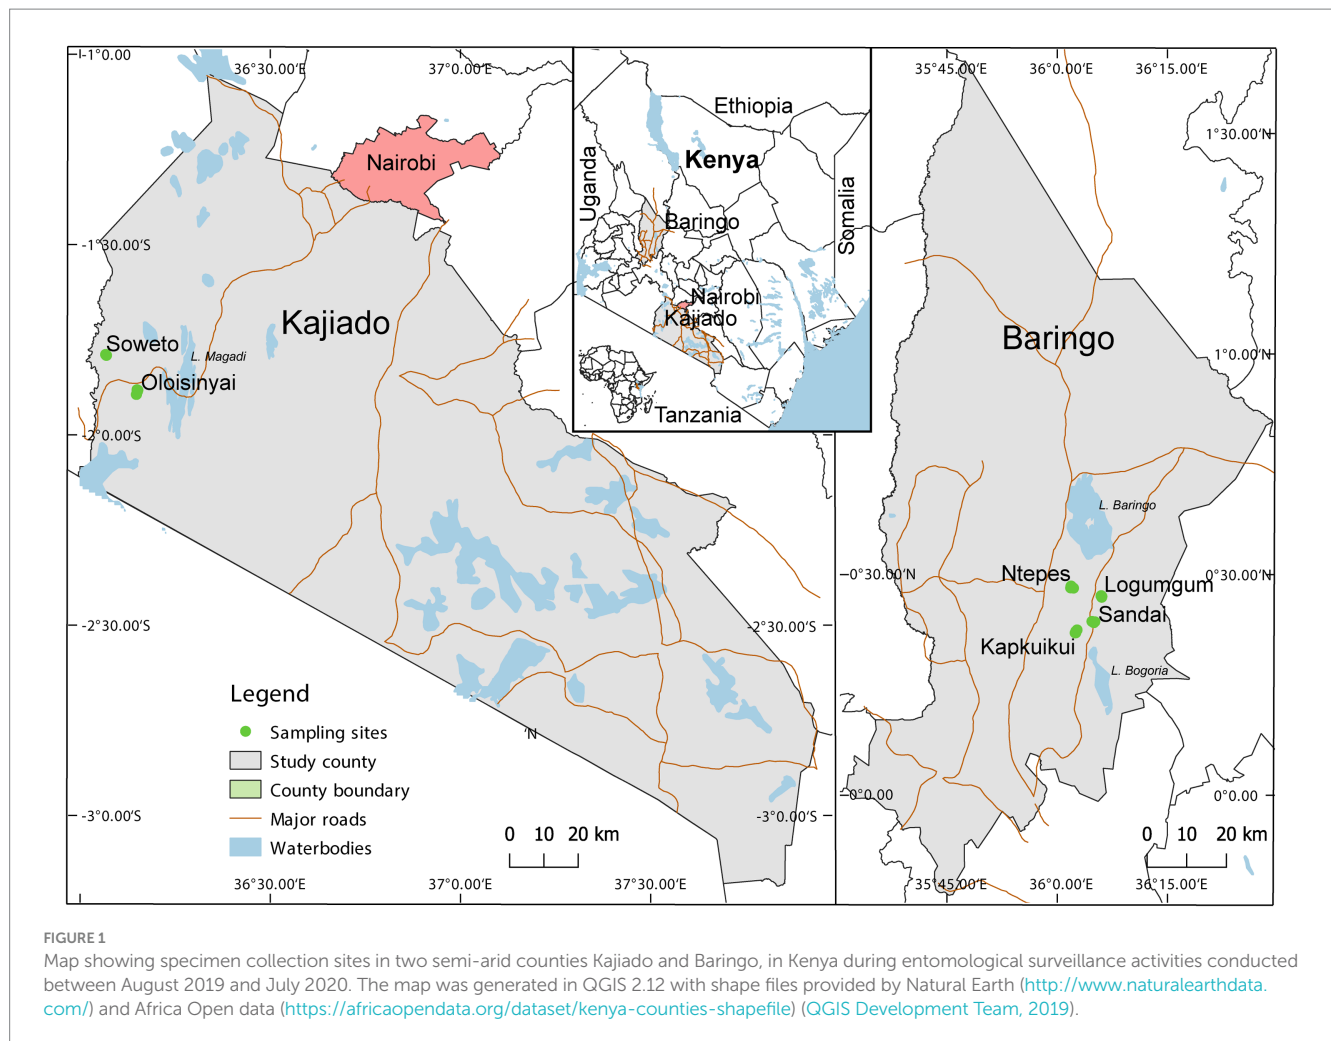 -1°0.00
36°30.00'E
37°0.00'E
Nairobi
-1°30.00'S
Kajiado
Soweto
L. Magadi
Oloisinyai
-2°0.00'S
-2°30.00'S
-2°30.00'S
Legend
Sampling sites
Study county
County boundary
Major roads
Waterbodies
'N
-3°0.00'S
-3°0.00'S
0 10 20 km
36°30.00'E
37°0.00'E
37°30.00'E
Ethiopia
Kenya
Uganda
Somalia
Baringo
Nairobi
Kajiado
Tanzania
35°45.00'E
36°0.00'E
36°15.00'E
1°30.00'N
Baringo
1°0.00'N
L. Baringo
0°30.00'N
0°30.00'N
Ntepes
Logumgum
Sandai
Kapkuikui
L. Bogoria
0°0.00
0°0.00
0 10 20 km
35°45.00'E
36°0.00'E
36°15.00'E
FIGURE 1
Map showing specimen collection sites in two semi-arid counties Kajiado and Baringo, in Kenya during entomological surveillance activities conducted
between August 2019 and July 2020. The map was generated in QGIS 2.12 with shape files provided by Natural Earth (http://www.naturalearthdata.
com/) and Africa Open data (https://africaopendata.org/dataset/kenya-counties-shapefile) (QGIS Development Team, 2019).